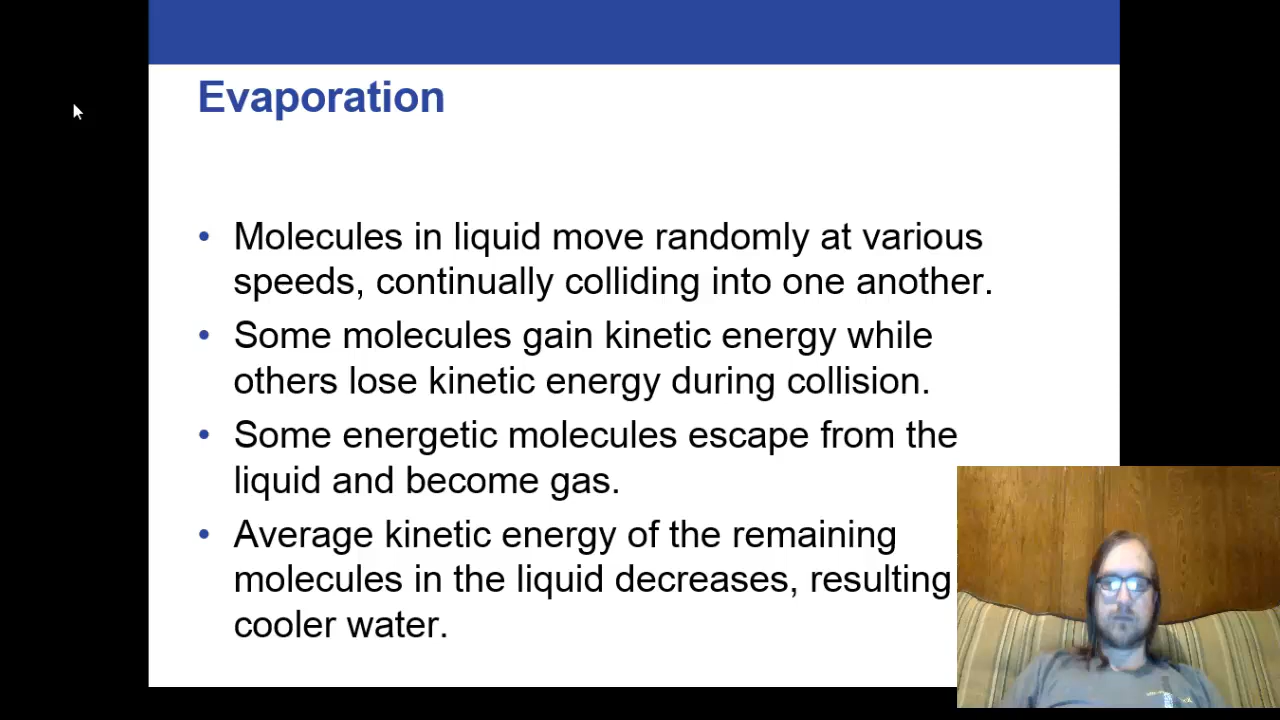 Evaporation
• Molecules in liquid move randomly at various
speeds, continually colliding into one another.
• Some molecules gain kinetic energy while
others lose kinetic energy during collision.
• Some energetic molecules escape from the
liquid and become gas.
• Average kinetic energy of the remaining
molecules in the liquid decreases, resulting
cooler water.